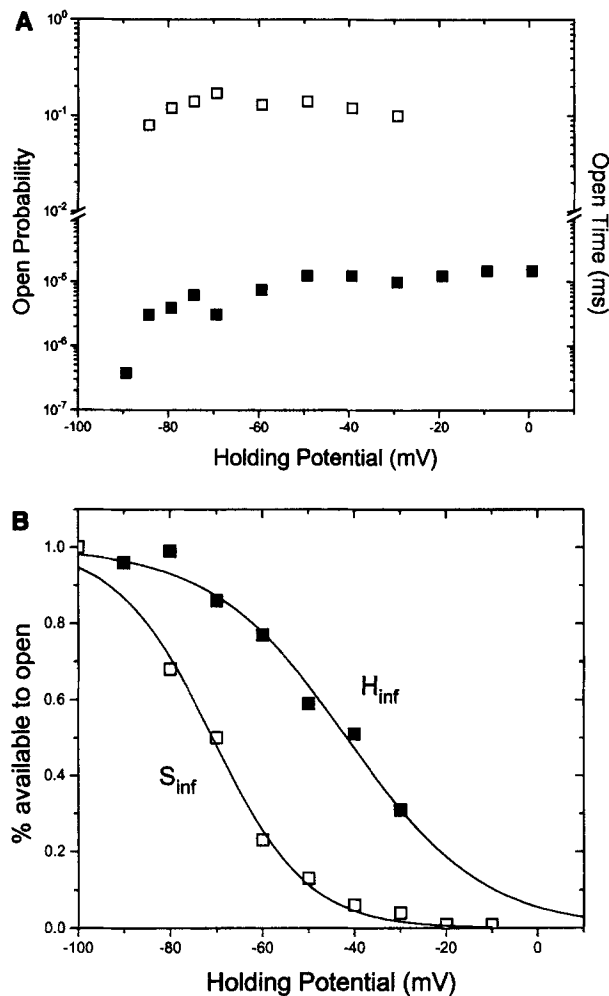 A
10⁰
10⁻¹
10⁻²
10⁻⁵
10⁻⁶
10⁻⁷
Open Probability
Open Time (ms)
-100 -80 -60 -40 -20 0
Holding Potential (mV)
B
1.0
0.8
0.6
0.4
0.2
0.0
% available to open
H_inf
S_inf
-100 -80 -60 -40 -20 0
Holding Potential (mV)